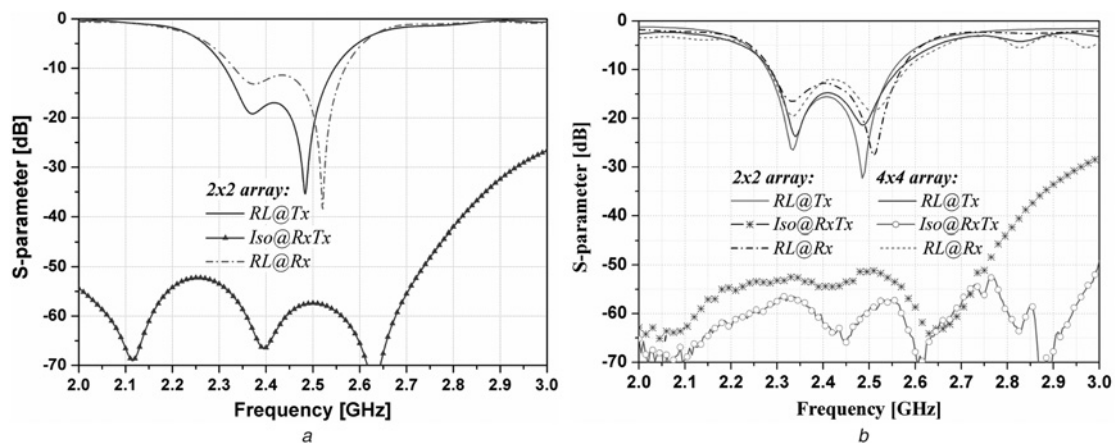 0
-10
-20
-30
-40
-50
-60
-70
S-parameter [dB]
2x2 array:
RL@Tx
Iso@RxTx
RL@Rx
2.0 2.1 2.2 2.3 2.4 2.5 2.6 2.7 2.8 2.9 3.0
Frequency [GHz]
a
0
-10
-20
-30
-40
-50
-60
-70
S-parameter [dB]
2x2 array: 4x4 array:
RL@Tx RL@Tx
Iso@RxTx Iso@RxTx
RL@Rx RL@Rx
2.0 2.1 2.2 2.3 2.4 2.5 2.6 2.7 2.8 2.9 3.0
Frequency [GHz]
b